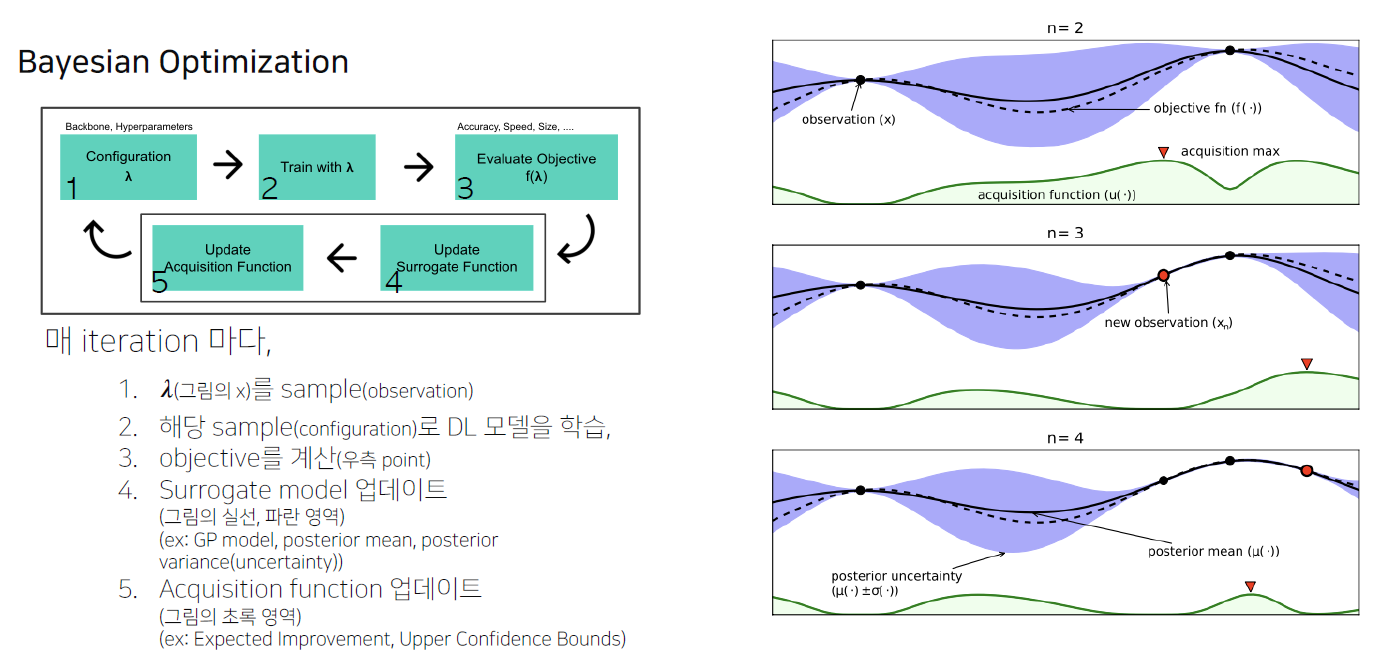 Bayesian Optimization
Backbone, Hyperparameters
Configuration
λ
1
Train with λ
2
Accuracy, Speed, Size, ....
Evaluate Objective
f(λ)
3
Update
Surrogate Function
4
Update
Acquisition Function
5
매 iteration 마다,
1. λ(그림의 x)를 sample(observation)
2. 해당 sample(configuration)로 DL 모델을 학습,
3. objective를 계산(우측 point)
4. Surrogate model 업데이트
(그림의 실선, 파란 영역)
(ex: GP model, posterior mean, posterior
variance(uncertainty))
5. Acquisition function 업데이트
(그림의 초록 영역)
(ex: Expected Improvement, Upper Confidence Bounds)
n= 2
observation (x)
objective fn (f(·))
acquisition max
acquisition function (u(·))
n= 3
new observation (xₙ)
n= 4
posterior mean (μ(·))
posterior uncertainty
(μ(·) ±σ(·))